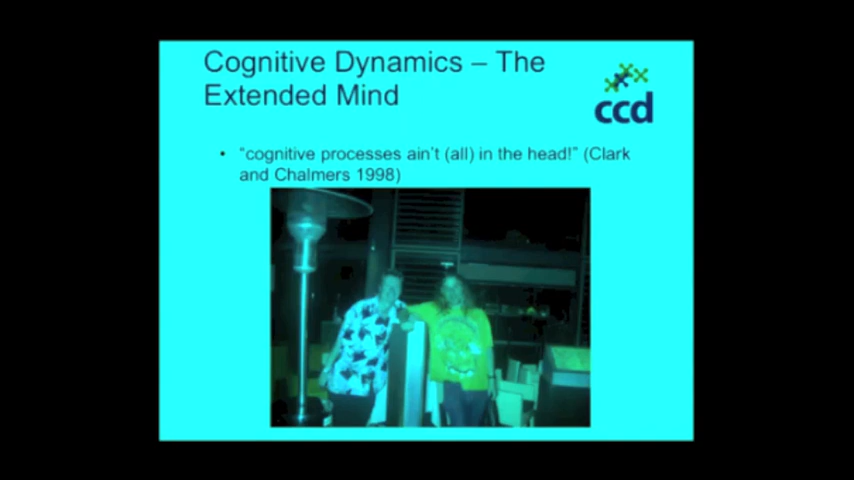 Cognitive Dynamics – The
Extended Mind
ccd
• “cognitive processes ain’t (all) in the head!” (Clark
and Chalmers 1998)